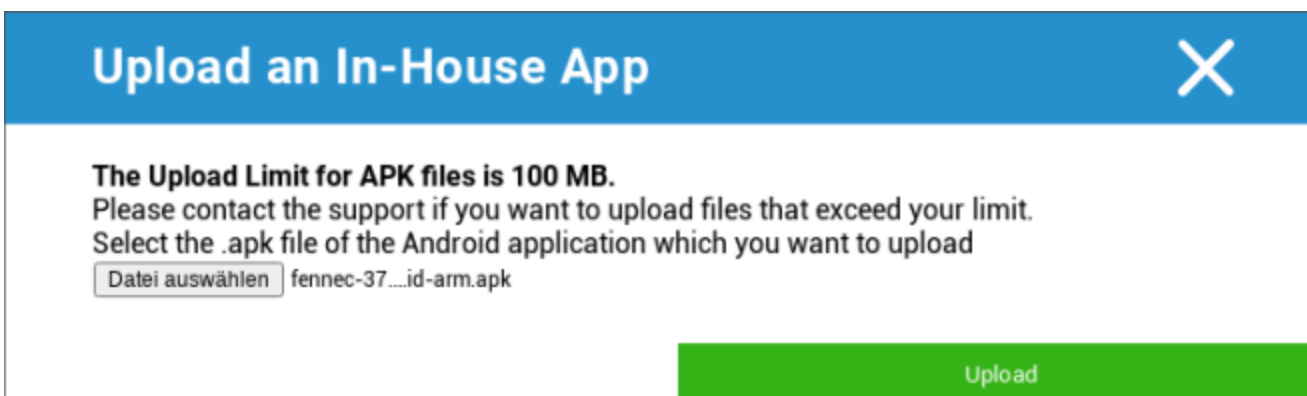 Upload an In-House App
The Upload Limit for APK files is 100 MB.
Please contact the support if you want to upload files that exceed your limit.
Select the .apk file of the Android application which you want to upload
Datei auswählen fennec-37....id-arm.apk
Upload